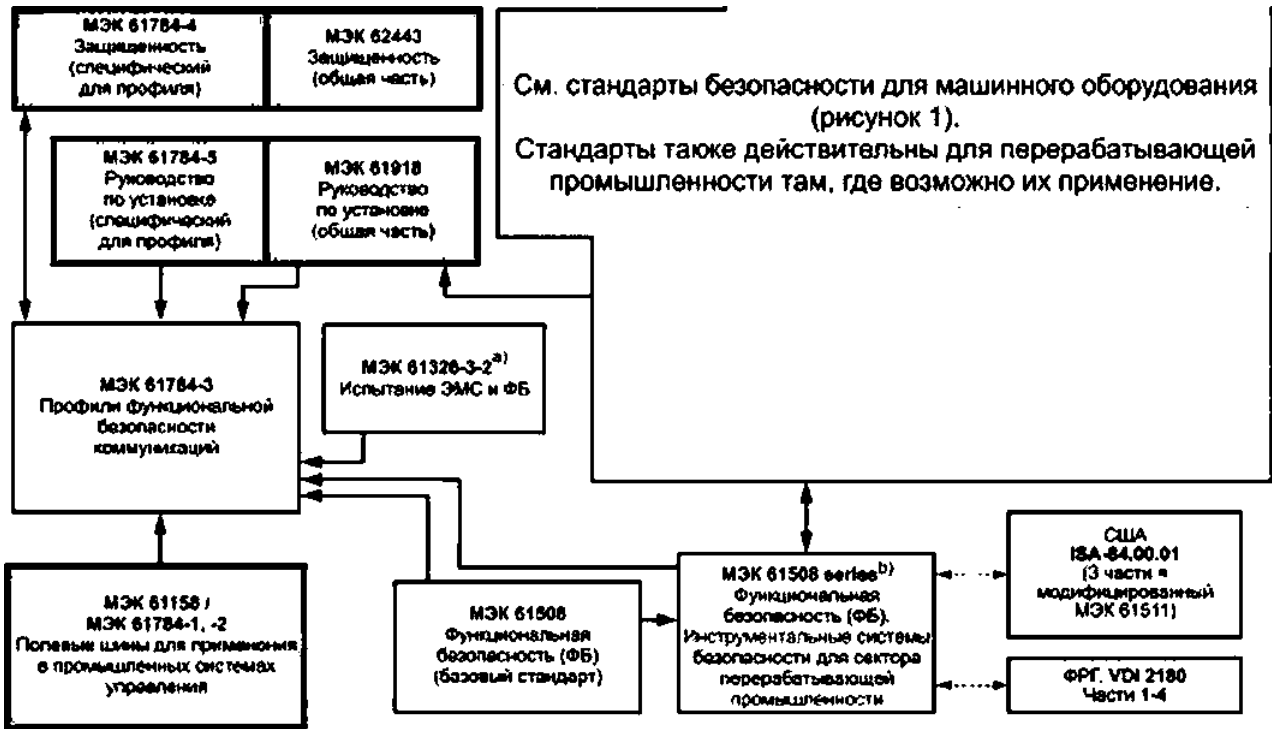 МЭК 61784-4
Защищенность
(специфический
для профиля)
МЭК 62443
Защищенность
(общая часть)
См. стандарты безопасности для машинного оборудования
(рисунок 1).
Стандарты также действительны для перерабатывающей
промышленности там, где возможно их применение.
МЭК 61784-5
Руководство
по установке
(специфический
для профиля)
МЭК 61918
Руководство
по установке
(общая часть)
МЭК 61784-3
Профили функциональной
безопасности
коммуникаций
МЭК 61326-3-2a)
Испытание ЭМС и ФБ
МЭК 61158 /
МЭК 61784-1, -2
Полевые шины для применения
в промышленных системах
управления
МЭК 61508
Функциональная
безопасность (ФБ)
(базовый стандарт)
МЭК 61508 seriesb)
Функциональная
безопасность (ФБ).
Инструментальные системы
безопасности для сектора
перерабатывающей
промышленности
США
ISA-84.00.01
(3 части =
модифицированный
МЭК 61511)
ФРГ. VDI 2180
Части 1-4